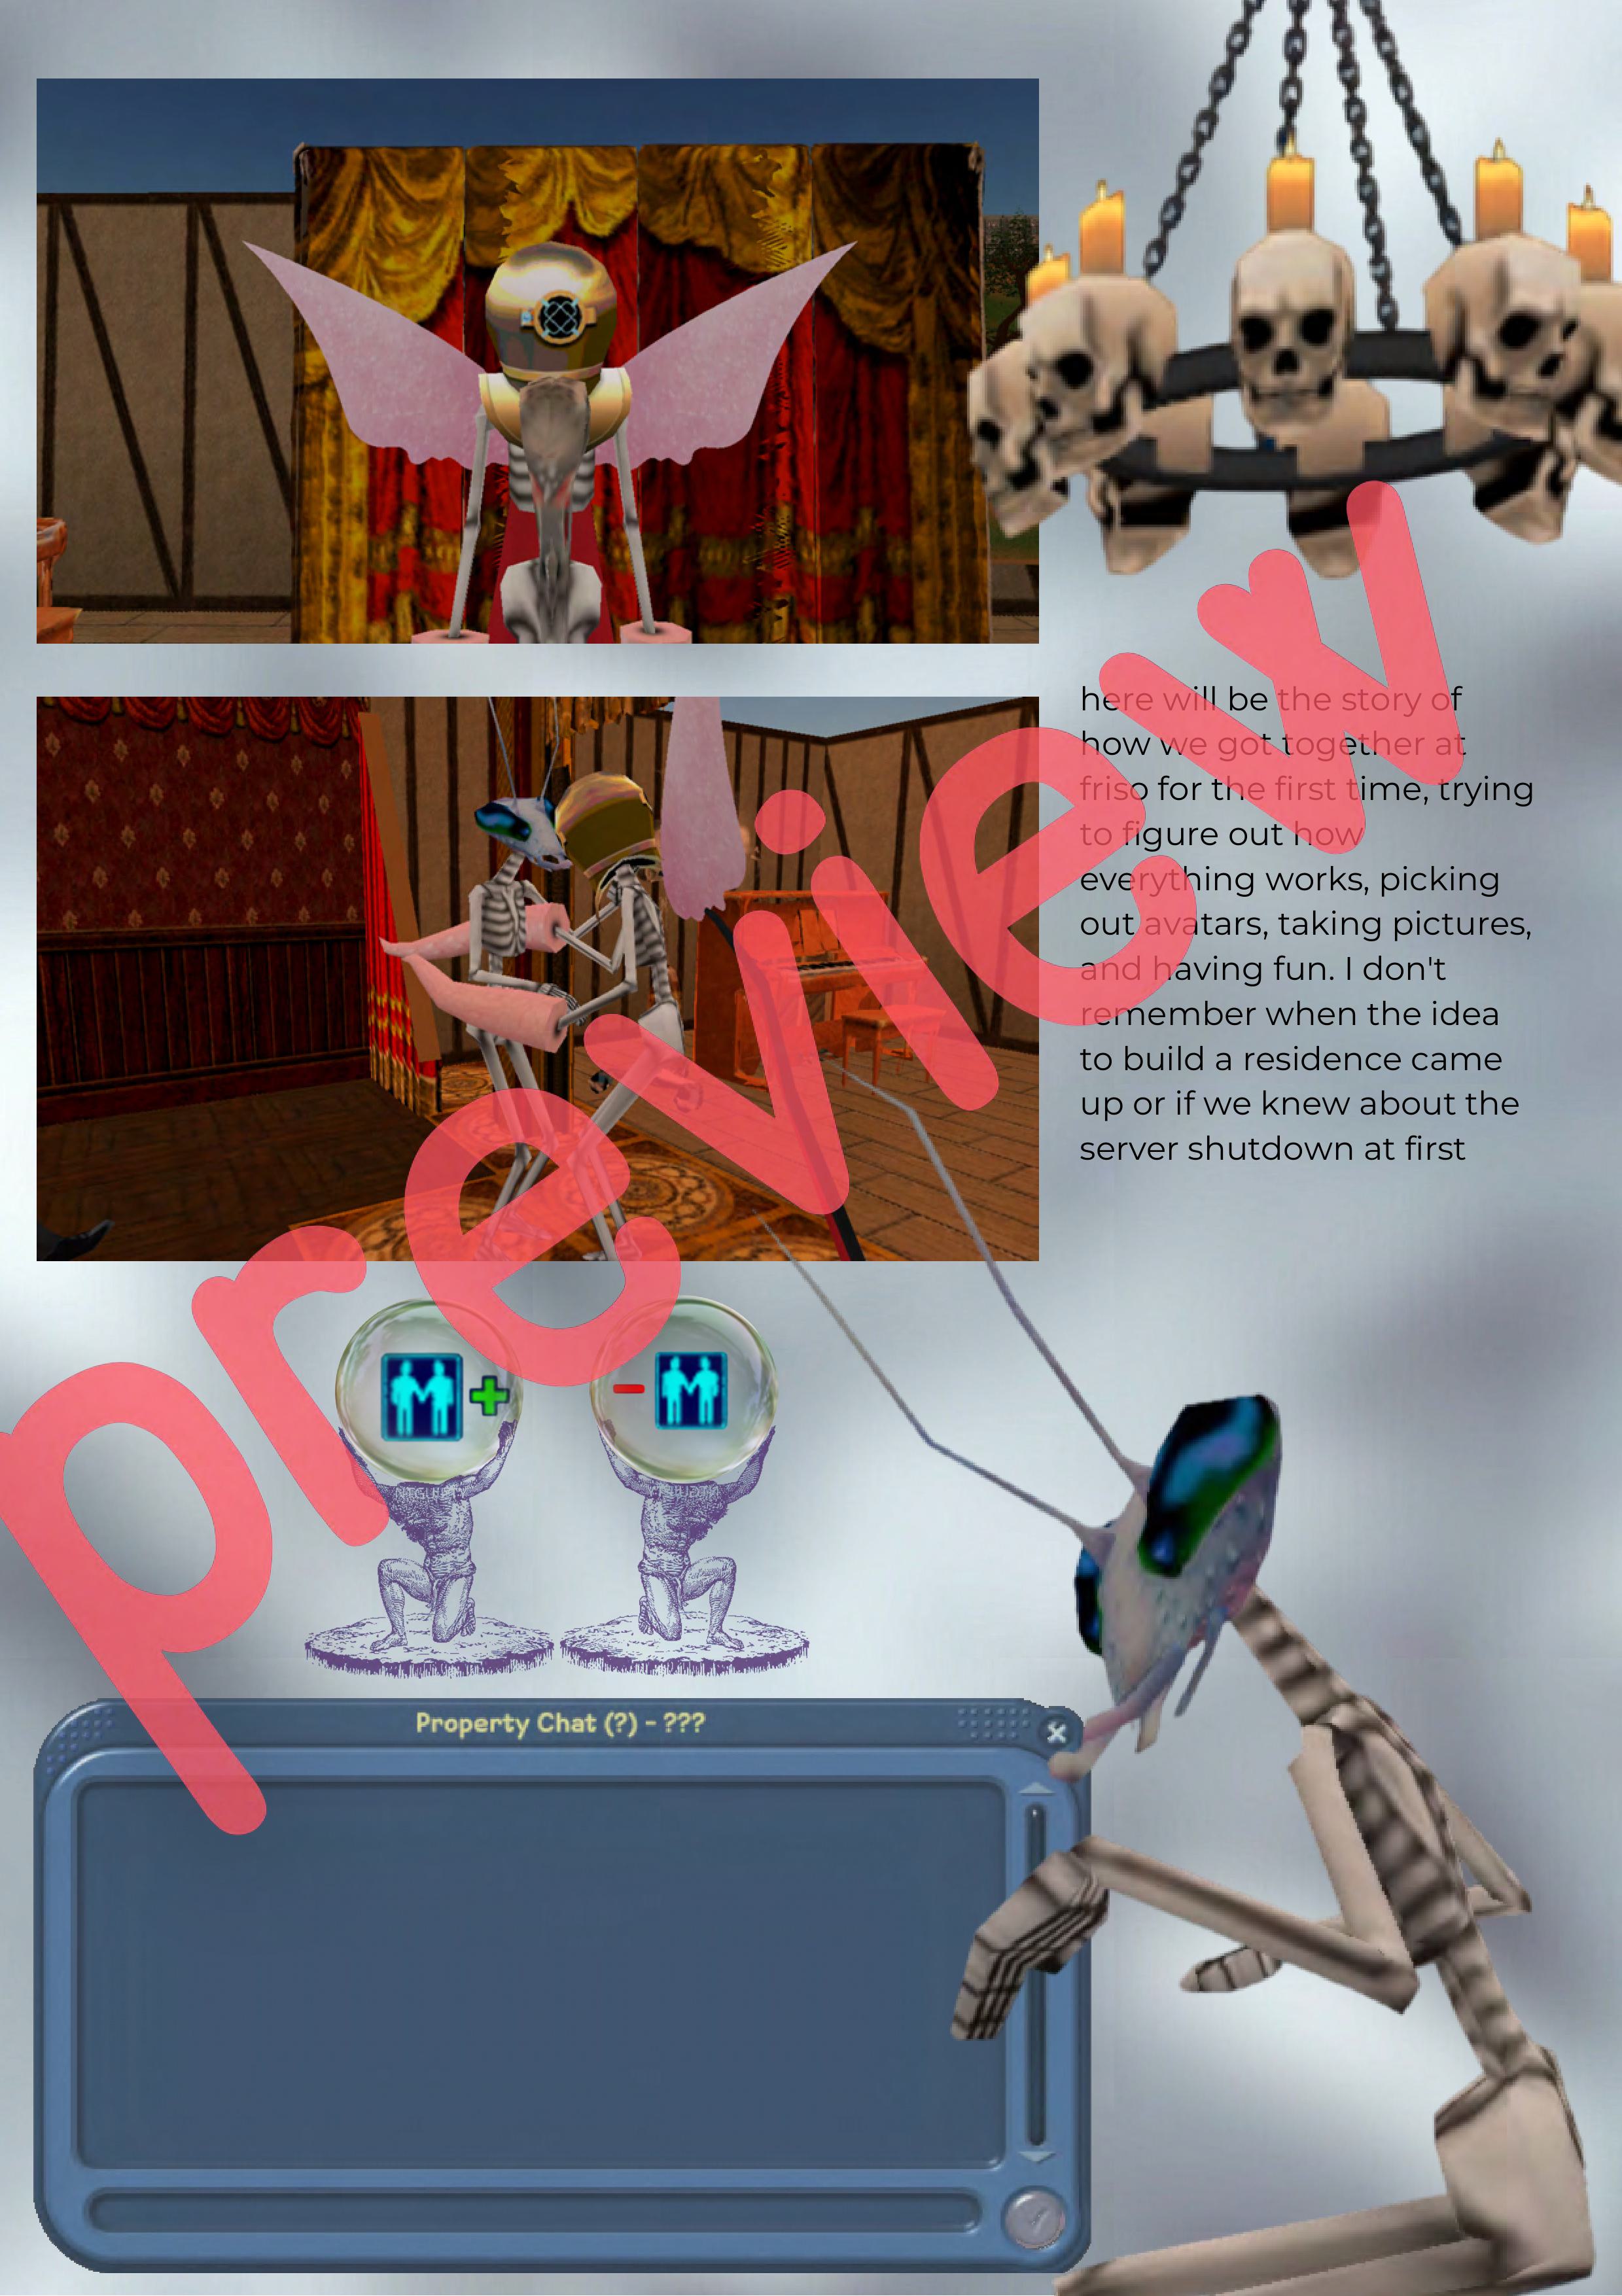 here will be the story of
how we got together at
friso for the first time, trying
to figure out how
everything works, picking
out avatars, taking pictures,
and having fun. I don't
remember when the idea
to build a residence came
up or if we knew about the
server shutdown at first
preview
Property Chat (?) - ???